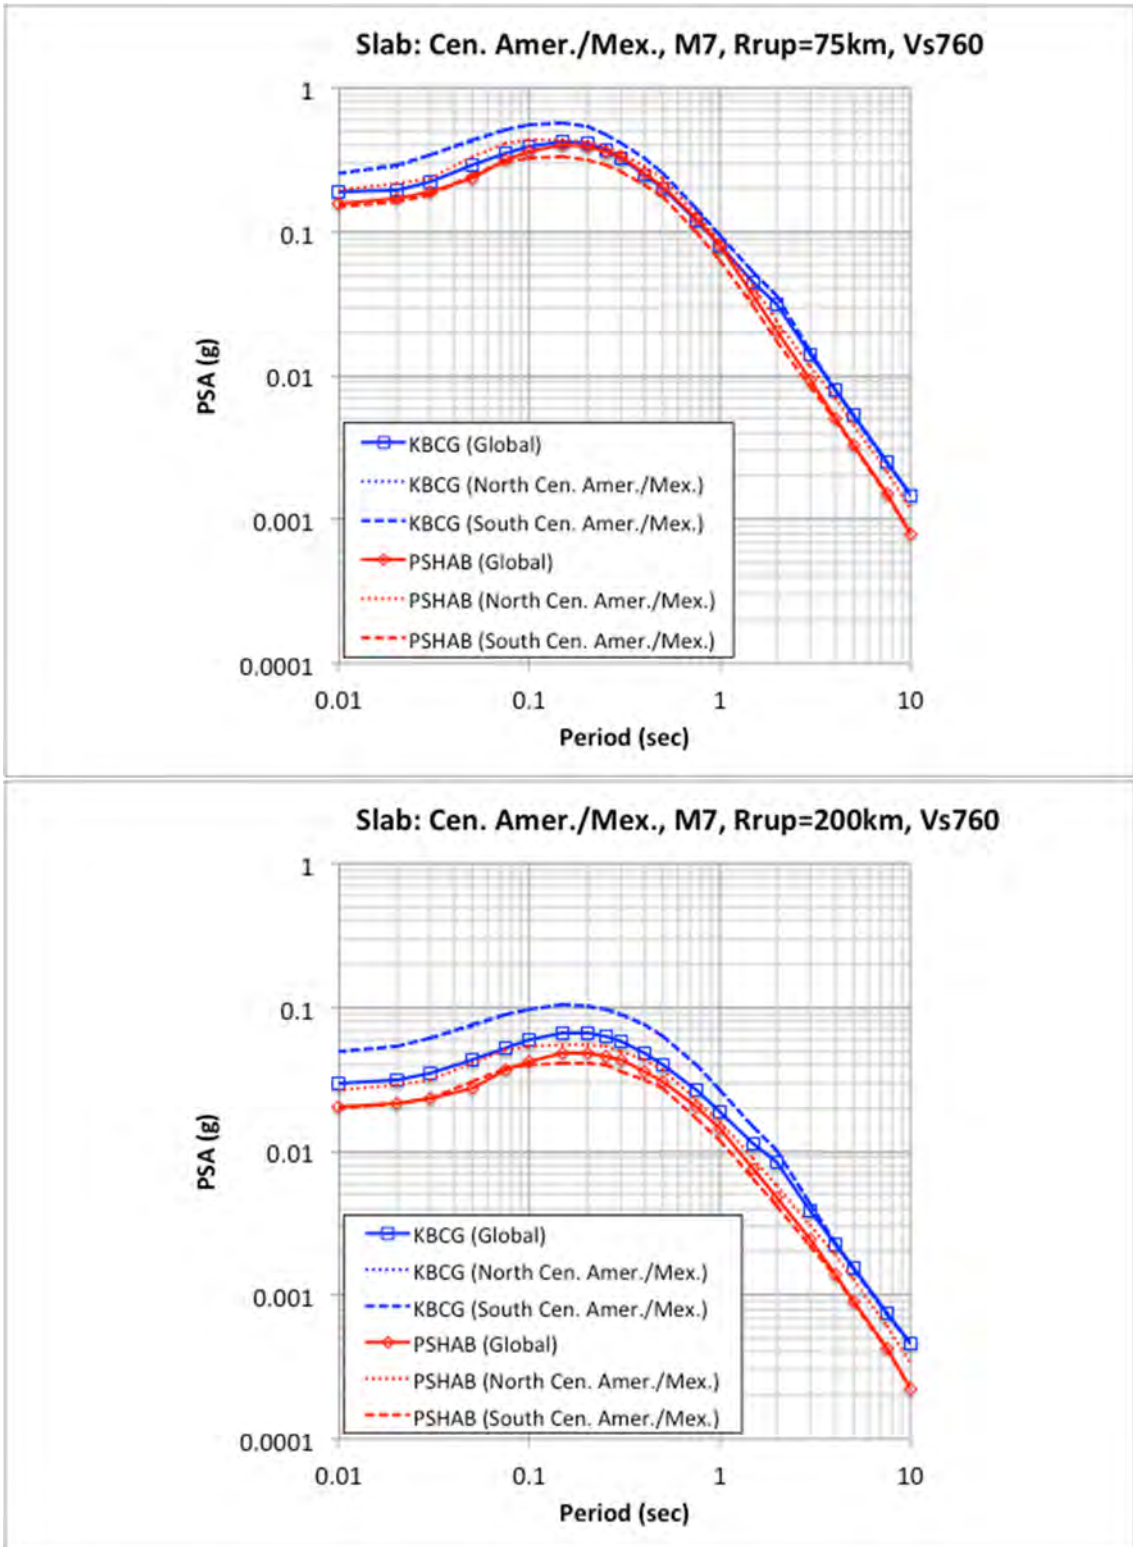 Slab: Cen. Amer./Mex., M7, Rrup=75km, Vs760
1
0.1
0.01
0.001
0.0001
PSA (g)
KBCG (Global)
KBCG (North Cen. Amer./Mex.)
KBCG (South Cen. Amer./Mex.)
PSHAB (Global)
PSHAB (North Cen. Amer./Mex.)
PSHAB (South Cen. Amer./Mex.)
0.01 0.1 1 10
Period (sec)
Slab: Cen. Amer./Mex., M7, Rrup=200km, Vs760
1
0.1
0.01
0.001
0.0001
PSA (g)
KBCG (Global)
KBCG (North Cen. Amer./Mex.)
KBCG (South Cen. Amer./Mex.)
PSHAB (Global)
PSHAB (North Cen. Amer./Mex.)
PSHAB (South Cen. Amer./Mex.)
0.01 0.1 1 10
Period (sec)